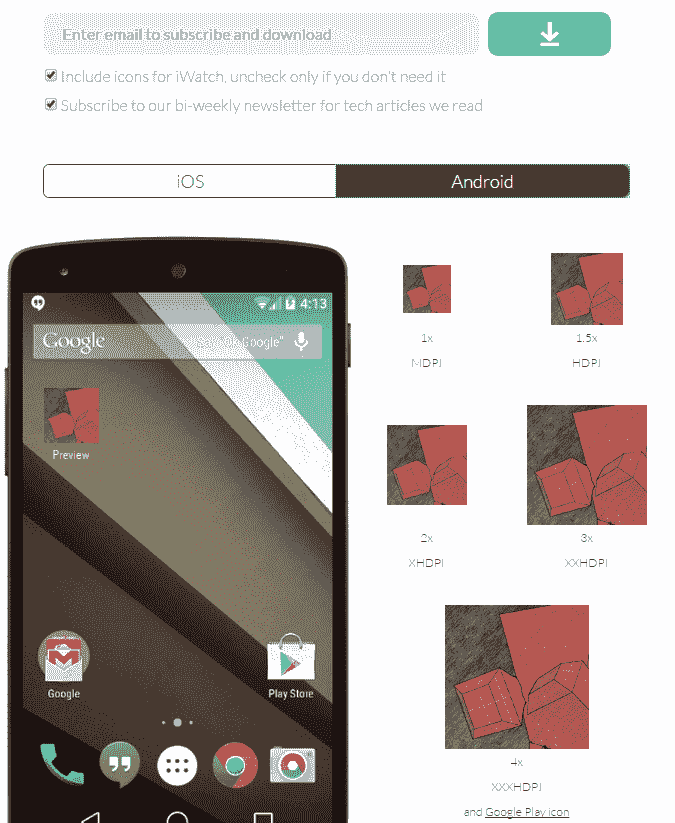 Enter email to subscribe and download
Include icons for iWatch, uncheck only if you don't need it
Subscribe to our bi-weekly newsletter for tech articles we read
iOS
Android
4:13
Google
Say "Ok Google"
Preview
Google
Play Store
1x
MDPI
1.5x
HDPI
2x
XHDPI
3x
XXHDPI
4x
XXXHDPI
and Google Play icon